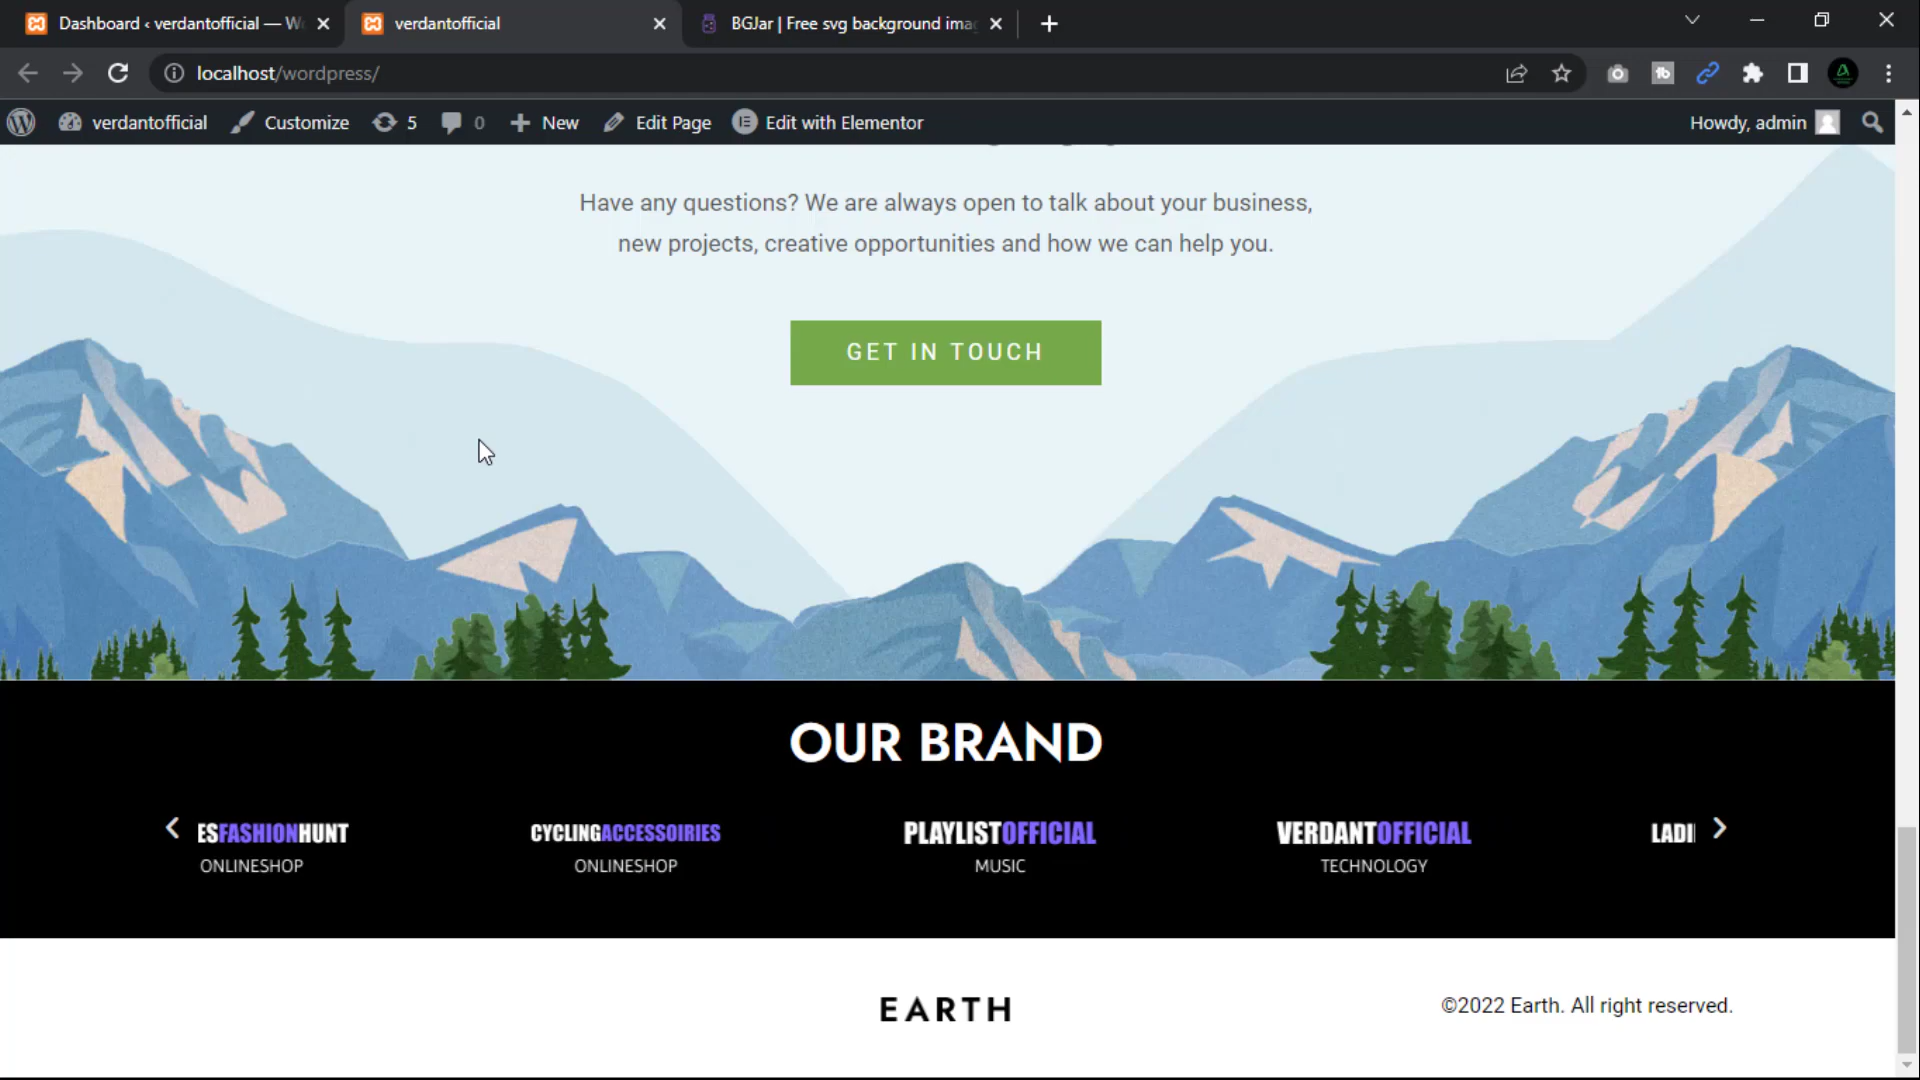 Dashboard ‹ verdantofficial — W
verdantofficial
BGJar | Free svg background ima
localhost/wordpress/
verdantofficial
Customize
5
0
New
Edit Page
Edit with Elementor
Howdy, admin
Have any questions? We are always open to talk about your business,
new projects, creative opportunities and how we can help you.
GET IN TOUCH
OUR BRAND
ESFASHIONHUNT
ONLINESHOP
CYCLINGACCESSOIRIES
ONLINESHOP
PLAYLISTOFFICIAL
MUSIC
VERDANTOFFICIAL
TECHNOLOGY
LADI
EARTH
©2022 Earth. All right reserved.